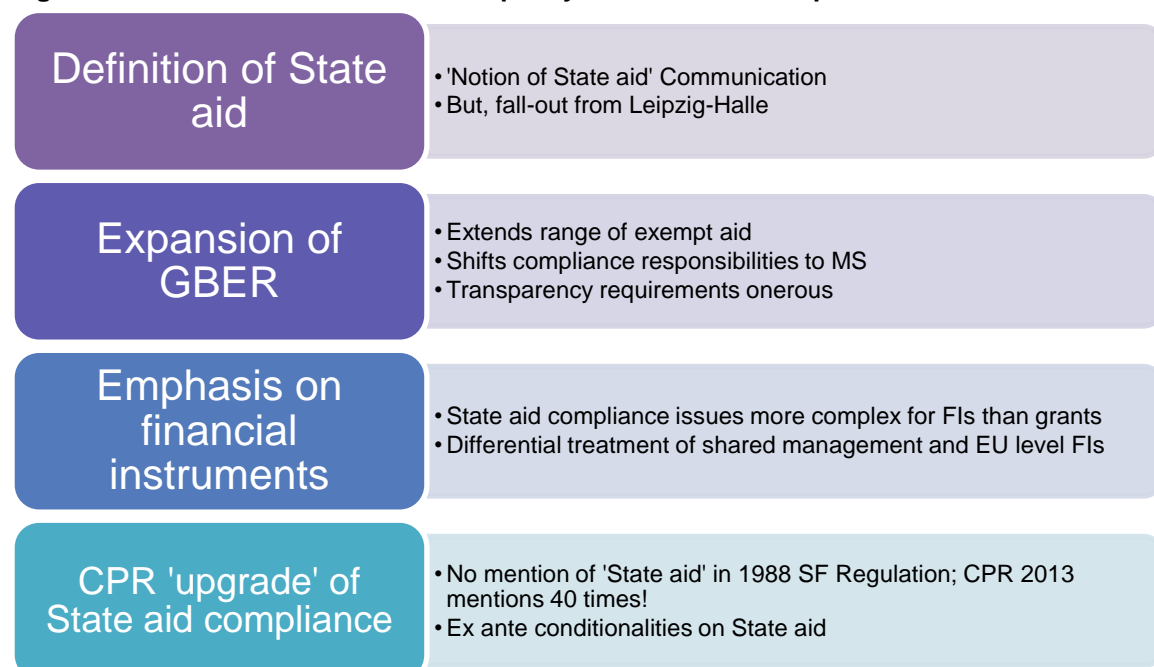 Definition of State
aid
• 'Notion of State aid' Communication
• But, fall-out from Leipzig-Halle
Expansion of
GBER
• Extends range of exempt aid
• Shifts compliance responsibilities to MS
• Transparency requirements onerous
Emphasis on
financial
instruments
• State aid compliance issues more complex for FIs than grants
• Differential treatment of shared management and EU level FIs
CPR 'upgrade' of
State aid compliance
• No mention of 'State aid' in 1988 SF Regulation; CPR 2013
mentions 40 times!
• Ex ante conditionalities on State aid